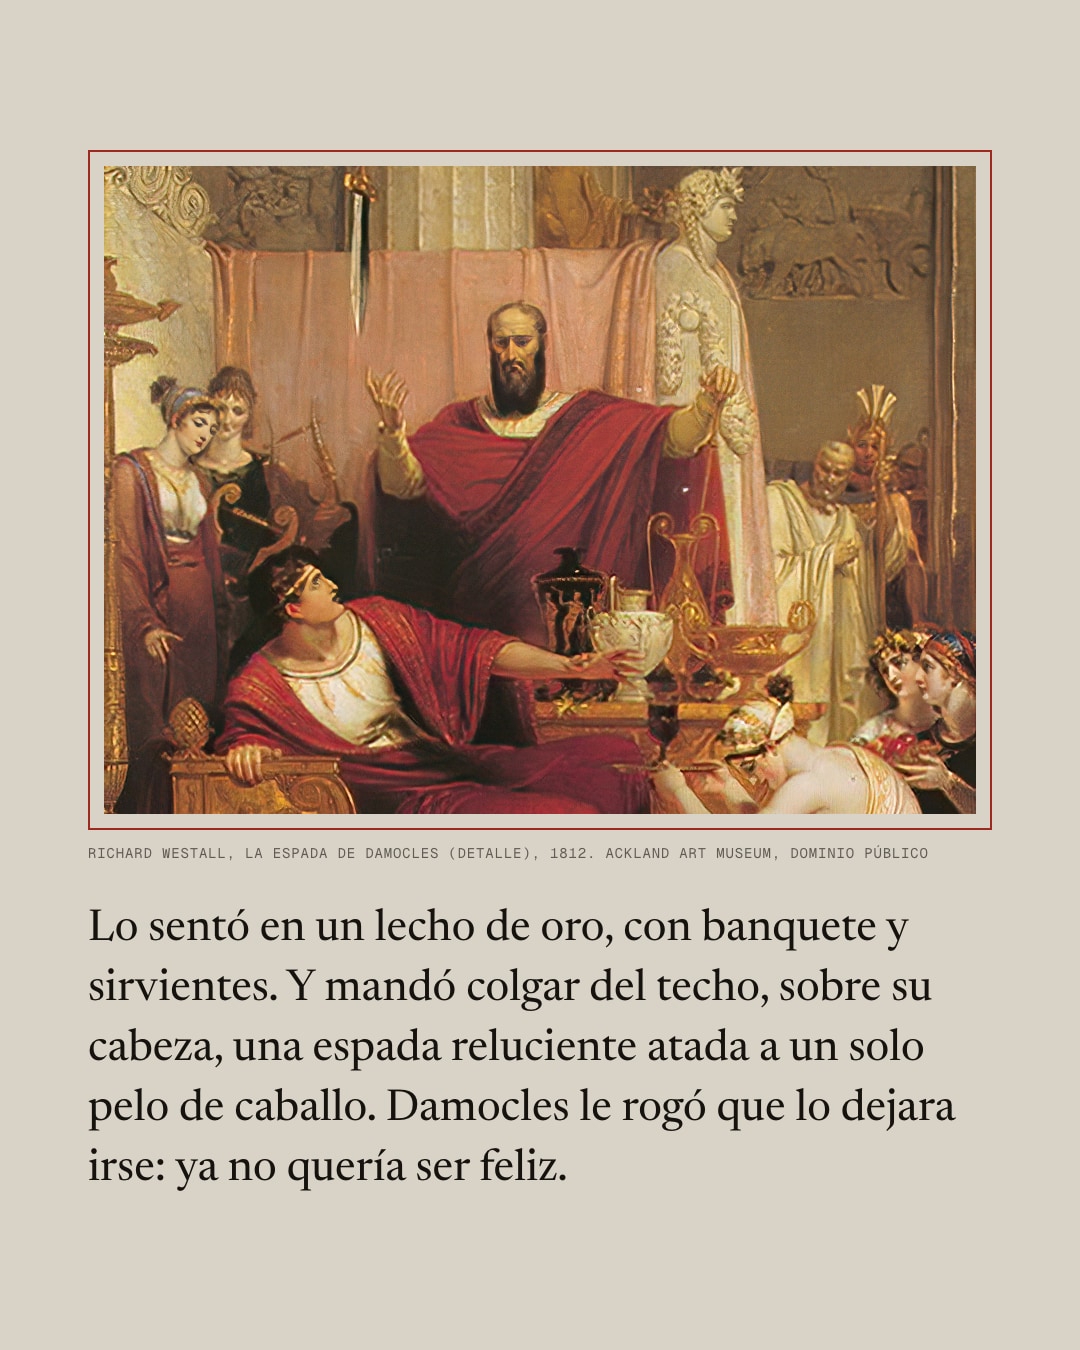 RICHARD WESTALL, LA ESPADA DE DAMOCLES (DETALLE), 1812. ACKLAND ART MUSEUM, DOMINIO PÚBLICO
Lo sentó en un lecho de oro, con banquete y
sirvientes. Y mandó colgar del techo, sobre su
cabeza, una espada reluciente atada a un solo
pelo de caballo. Damocles le rogó que lo dejara
irse: ya no quería ser feliz.